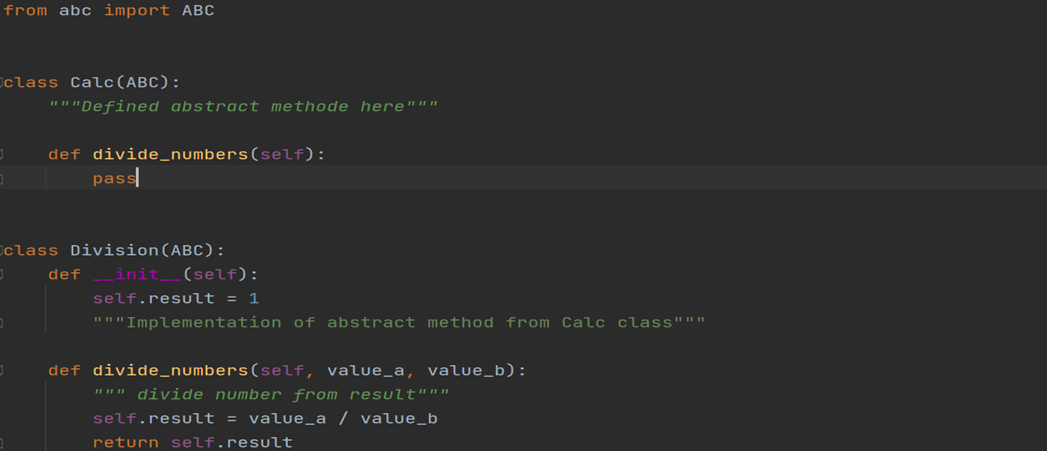 from abc import ABC
class Calc(ABC):
    """Defined abstract methode here"""
    def divide_numbers(self):
        pass
class Division(ABC):
    def __init__(self):
        self.result = 1
        """Implementation of abstract method from Calc class"""
    def divide_numbers(self, value_a, value_b):
        """ divide number from result"""
        self.result = value_a / value_b
        return self.result